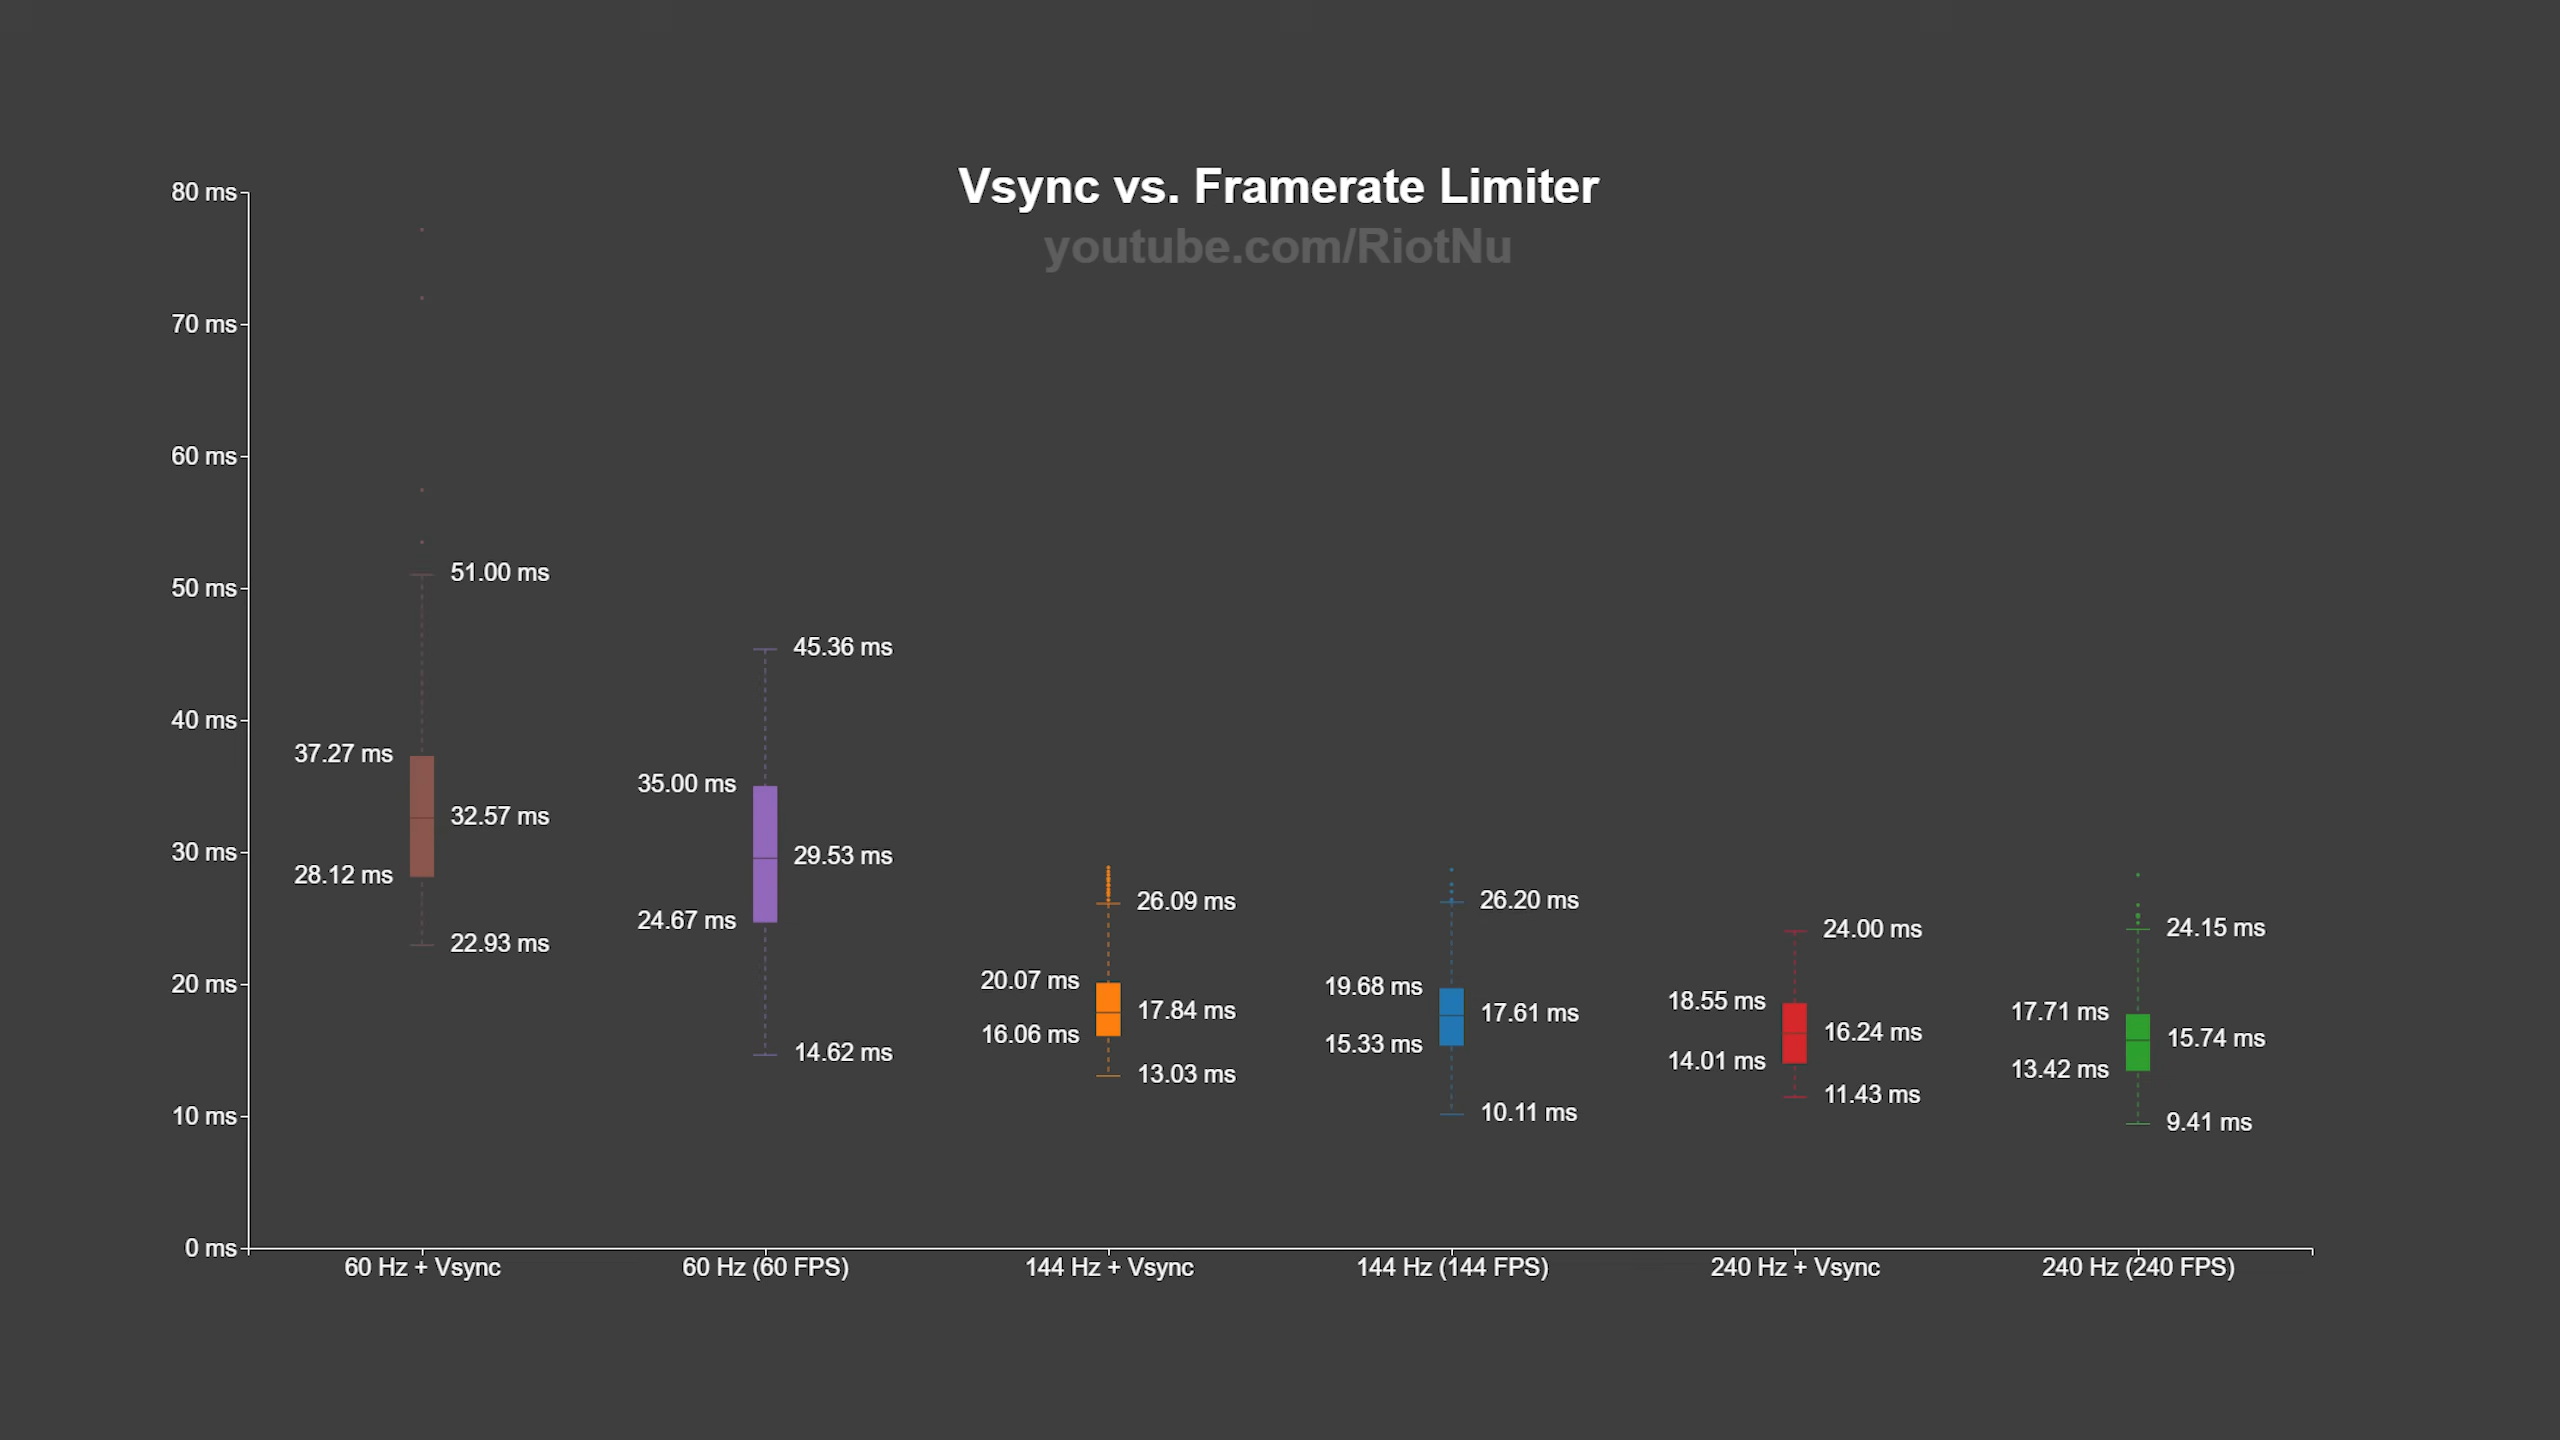 Vsync vs. Framerate Limiter
youtube.com/RiotNu
80 ms
70 ms
60 ms
50 ms
40 ms
30 ms
20 ms
10 ms
0 ms
51.00 ms
37.27 ms
32.57 ms
28.12 ms
22.93 ms
45.36 ms
35.00 ms
29.53 ms
24.67 ms
14.62 ms
26.09 ms
20.07 ms
17.84 ms
16.06 ms
13.03 ms
26.20 ms
19.68 ms
17.61 ms
15.33 ms
10.11 ms
24.00 ms
18.55 ms
16.24 ms
14.01 ms
11.43 ms
24.15 ms
17.71 ms
15.74 ms
13.42 ms
9.41 ms
60 Hz + Vsync
60 Hz (60 FPS)
144 Hz + Vsync
144 Hz (144 FPS)
240 Hz + Vsync
240 Hz (240 FPS)